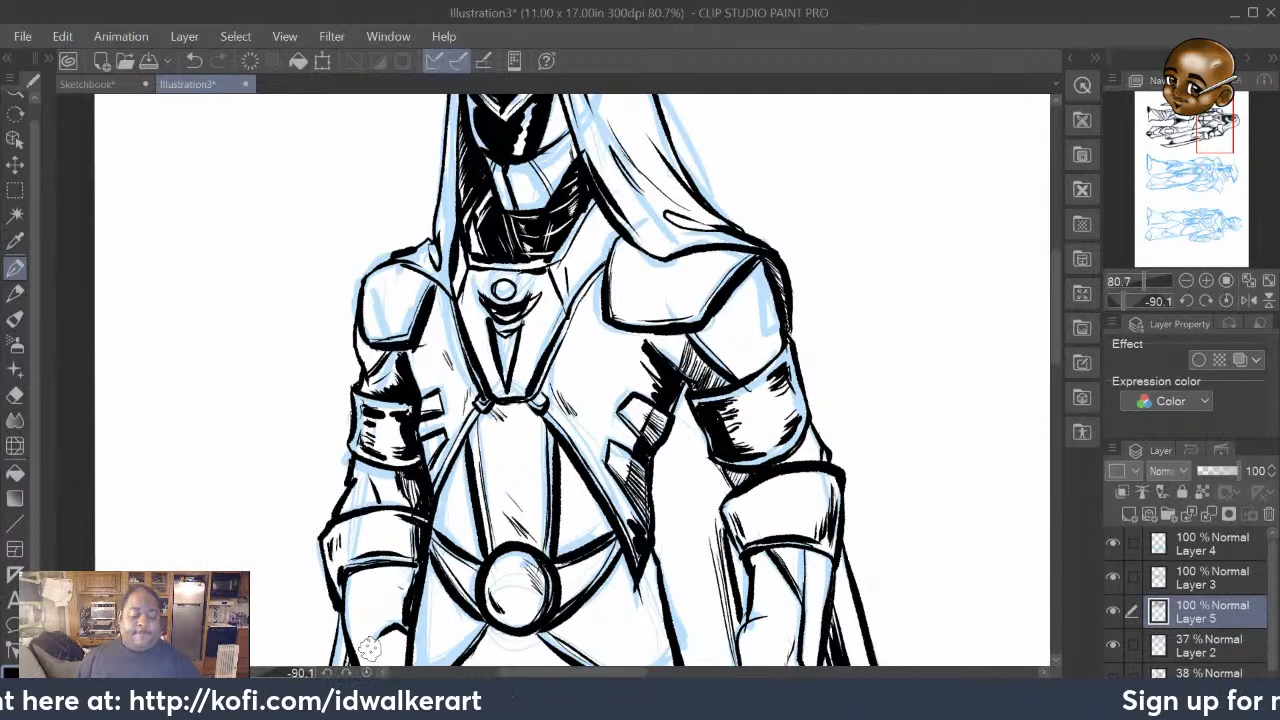 Illustration3* (11.00 x 17.00in 300dpi 80.7%) - CLIP STUDIO PAINT PRO
File Edit Animation Layer Select View Filter Window Help
Sketchbook* Illustration3*
80.7
-90.1
Layer Property
Effect
Expression color
Color
Layer
100
100 % Normal
Layer 4
100 % Normal
Layer 3
100 % Normal
Layer 5
37 % Normal
Layer 2
38 % Normal
-90.1
nt here at: http://kofi.com/idwalkerart
Sign up for